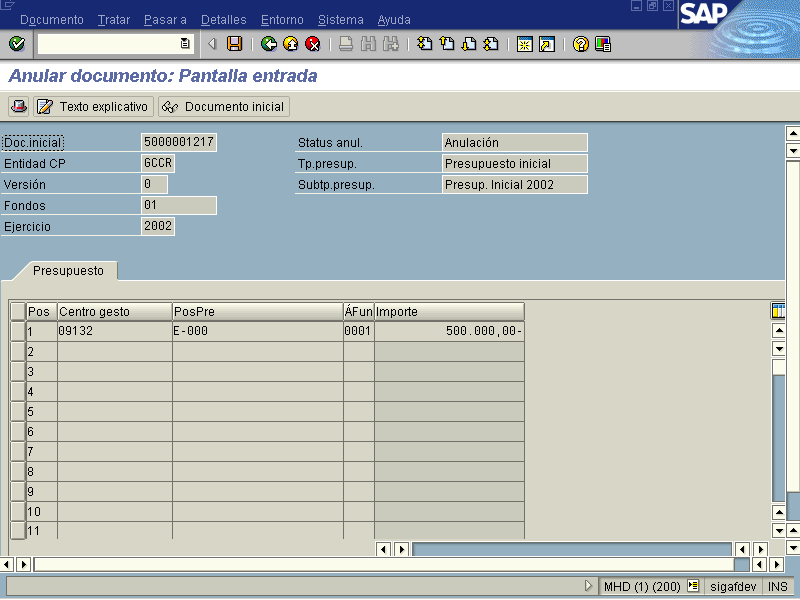 Documento Tratar Pasar a Detalles Entorno Sistema Ayuda
SAP
Anular documento: Pantalla entrada
Texto explicativo Documento inicial
Doc.inicial 5000001217 Status anul. Anulación
Entidad CP GCCR Tp.presup. Presupuesto inicial
Versión 0 Subtp.presup. Presup. Inicial 2002
Fondos 01
Ejercicio 2002
Presupuesto
Pos Centro gesto PosPre ÁFun Importe
1 09132 E-000 0001 500.000,00-
2
3
4
5
6
7
8
9
10
11
MHD (1) (200) sigafdev INS